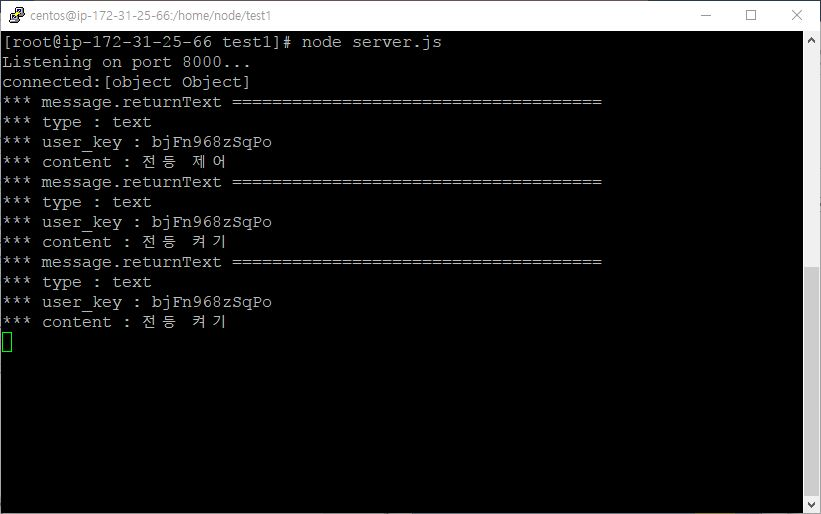 centos@ip-172-31-25-66:/home/node/test1
[root@ip-172-31-25-66 test1]# node server.js
Listening on port 8000...
connected:[object Object]
*** message.returnText =====================================
*** type : text
*** user_key : bjFn968zSqPo
*** content : 전등 제어
*** message.returnText =====================================
*** type : text
*** user_key : bjFn968zSqPo
*** content : 전등 켜기
*** message.returnText =====================================
*** type : text
*** user_key : bjFn968zSqPo
*** content : 전등 켜기